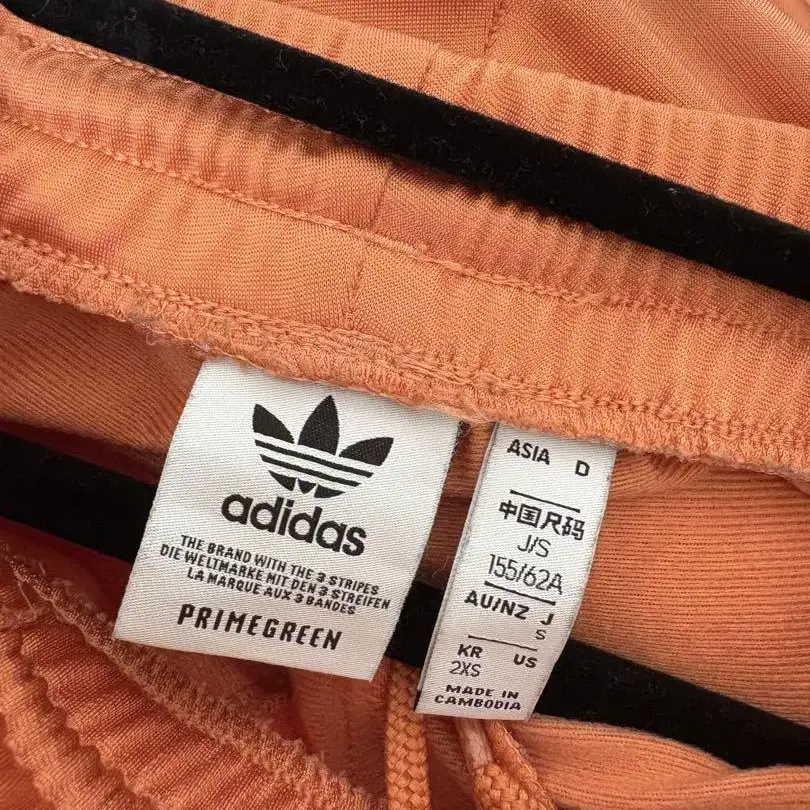 adidas
THE BRAND WITH THE 3 STRIPES
DIE WELTMARKE MIT DEN 3 STREIFEN
LA MARQUE AUX 3 BANDES
PRIMEGREEN
ASIA D
中国尺码
J/S
155/62A
AU/NZ J
S
KR US
2XS
MADE IN
CAMBODIA